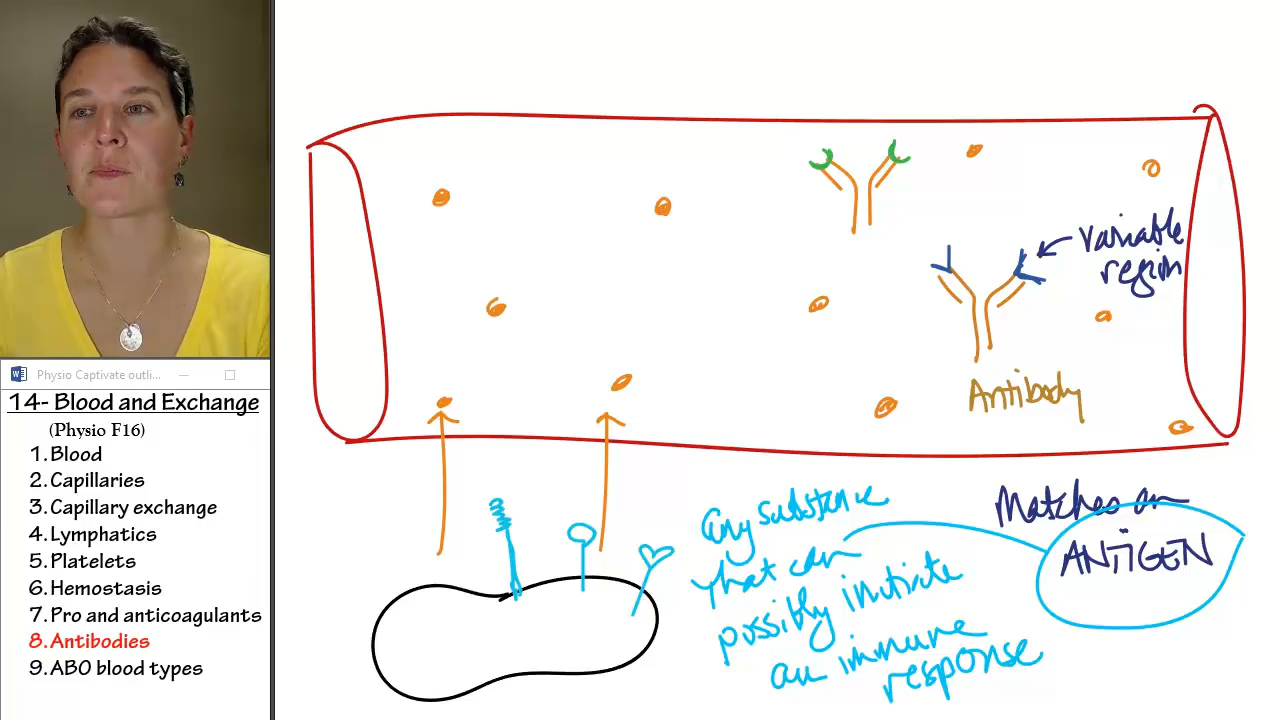 Physio Captivate outli...
14- Blood and Exchange
(Physio F16)
1. Blood
2. Capillaries
3. Capillary exchange
4. Lymphatics
5. Platelets
6. Hemostasis
7. Pro and anticoagulants
8. Antibodies
9. ABO blood types
variable
region
Antibody
Matches an
ANTIGEN
any substance
that can
possibly initiate
an immune
response